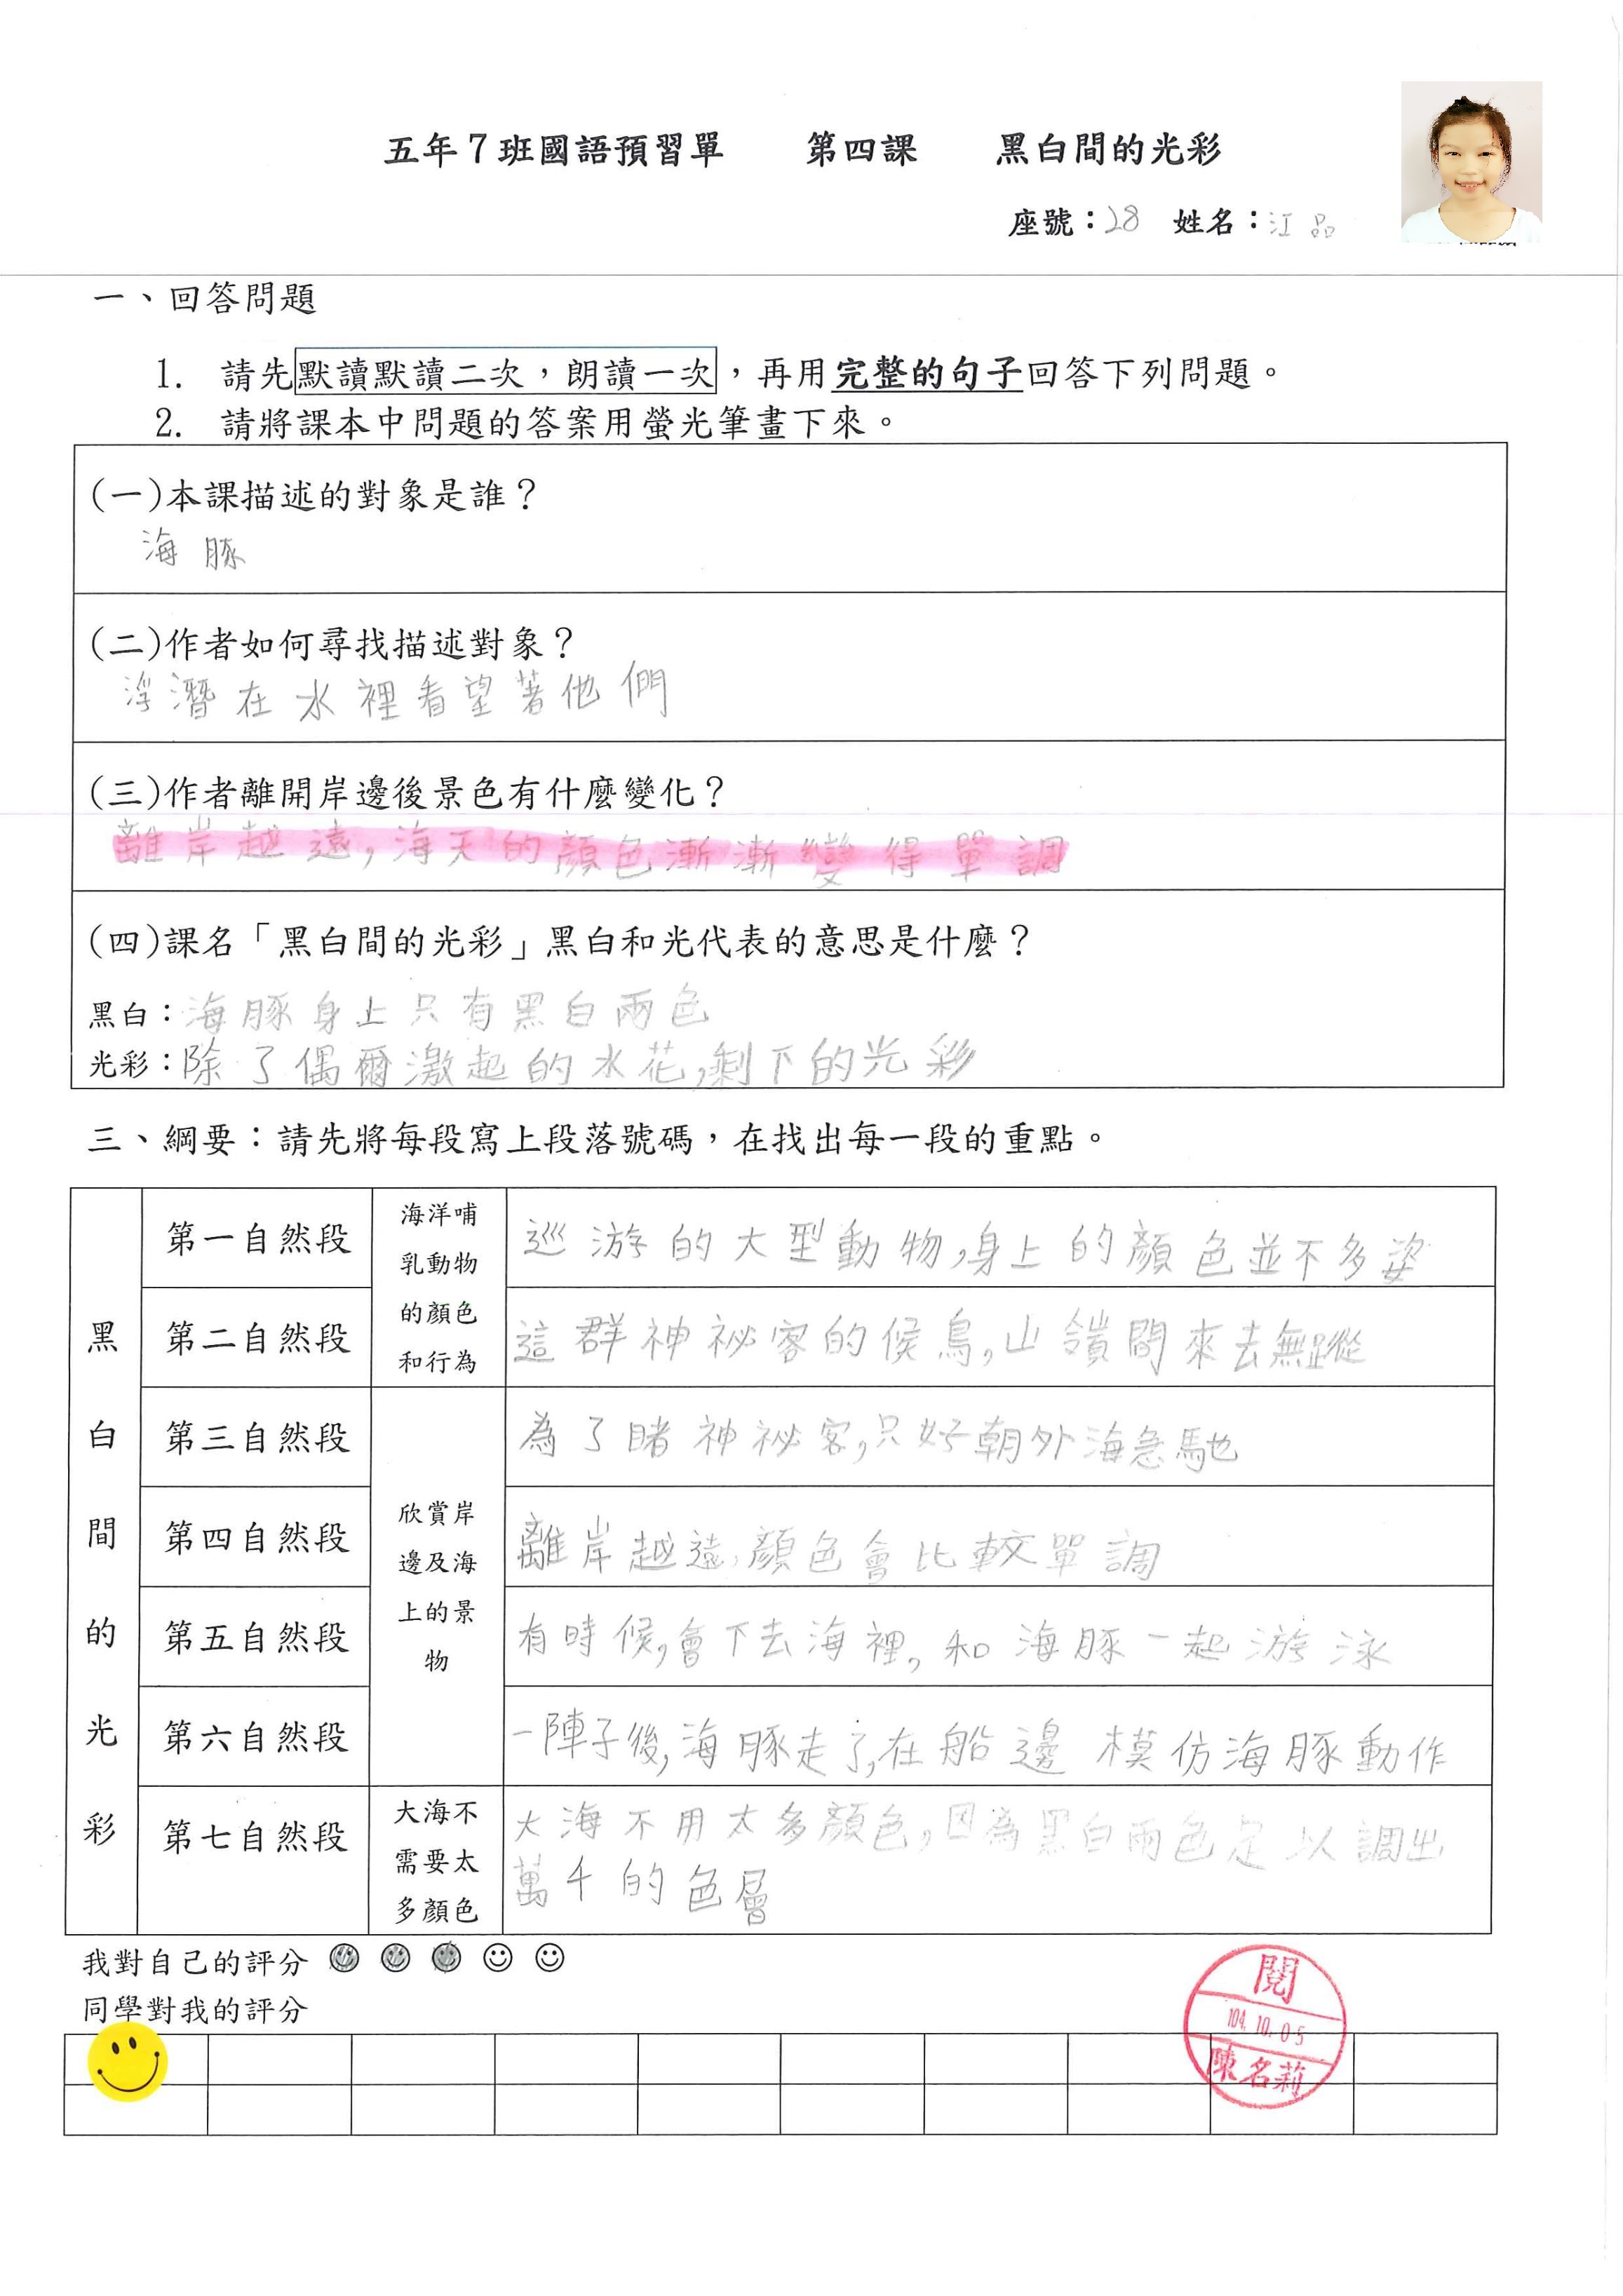 五年7班國語預習單 第四課 黑白間的光彩
座號：28 姓名：江品
一、回答問題
1. 請先默讀默讀二次，朗讀一次，再用完整的句子回答下列問題。
2. 請將課本中問題的答案用螢光筆畫下來。
(一)本課描述的對象是誰？
海豚
(二)作者如何尋找描述對象？
浮潛在水裡看望著他們
(三)作者離開岸邊後景色有什麼變化？
離岸越遠，海天的顏色漸漸變得單調
(四)課名「黑白間的光彩」黑白和光代表的意思是什麼？
黑白：海豚身上只有黑白兩色
光彩：除了偶爾激起的水花，剩下的光彩
三、綱要：請先將每段寫上段落號碼，在找出每一段的重點。
黑白間的光彩
第一自然段
海洋哺
乳動物
的顏色
和行為
巡游的大型動物，身上的顏色並不多姿
第二自然段
這群神祕客的候鳥，山嶺間來去無蹤
第三自然段
欣賞岸
邊及海
上的景
物
為了睹神祕客，只好朝外海急馳
第四自然段
離岸越遠，顏色會比較單調
第五自然段
有時候，會下去海裡，和海豚一起游泳
第六自然段
一陣子後，海豚走了，在船邊模仿海豚動作
第七自然段
大海不
需要太
多顏色
大海不用太多顏色，因為黑白兩色足以調出
萬千的色層
我對自己的評分 ☺ ☺ ☺ ☺ ☺
同學對我的評分
閱
104.10.05
陳名莉